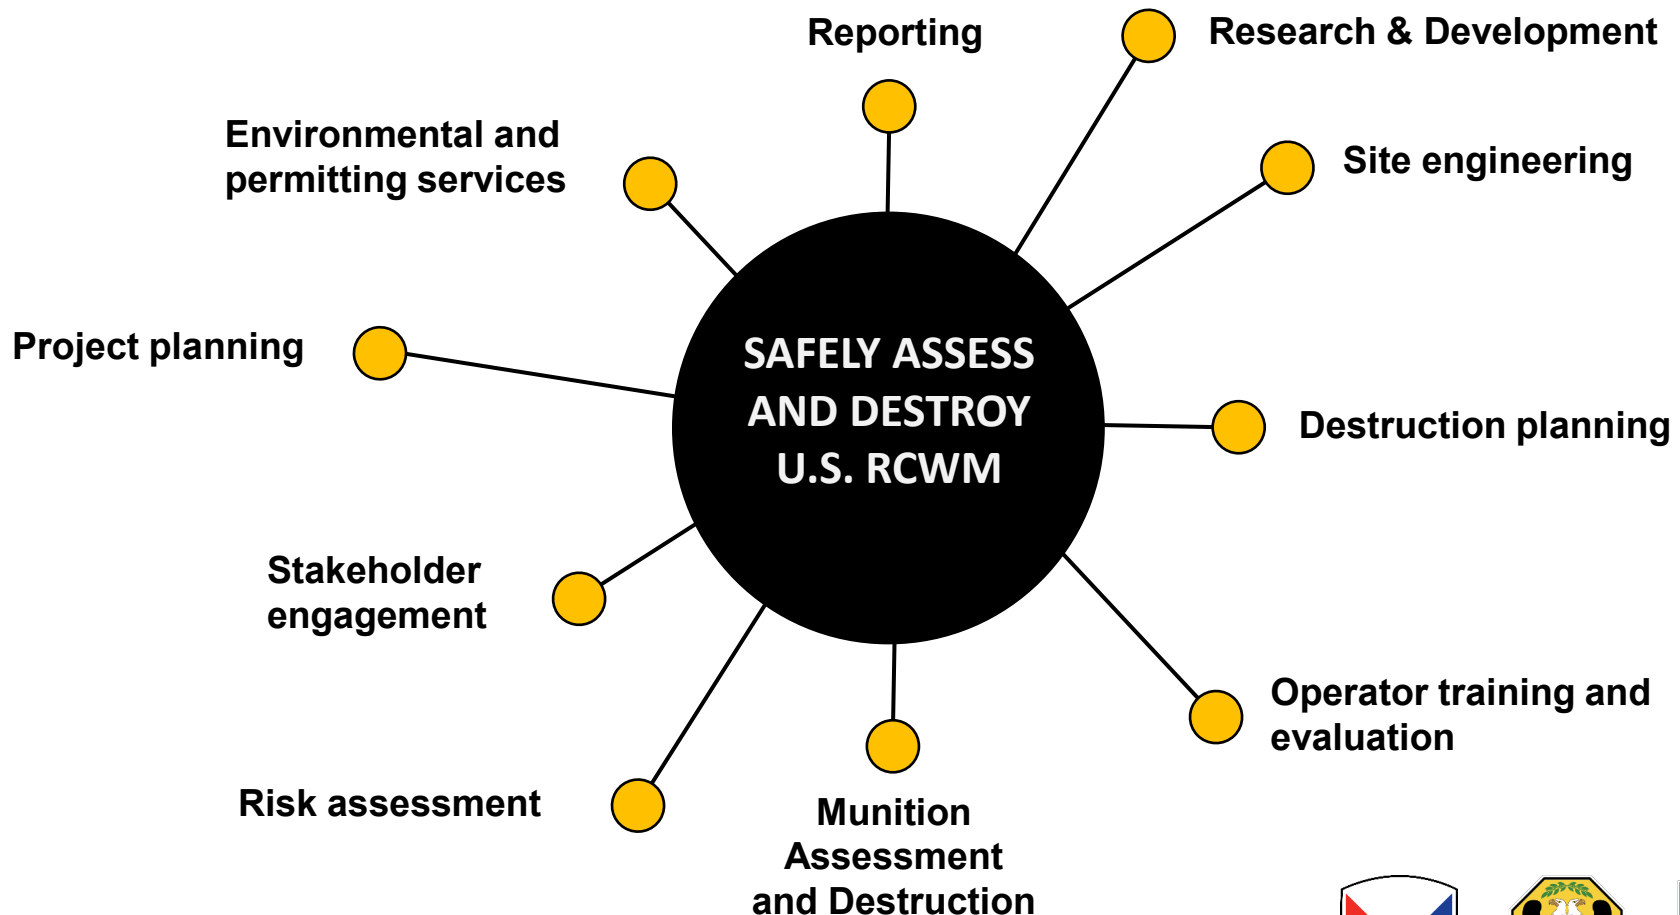 Reporting
Research & Development
Environmental and
permitting services
Site engineering
Project planning
SAFELY ASSESS
AND DESTROY
U.S. RCWM
Destruction planning
Stakeholder
engagement
Operator training and
evaluation
Risk assessment
Munition
Assessment
and Destruction